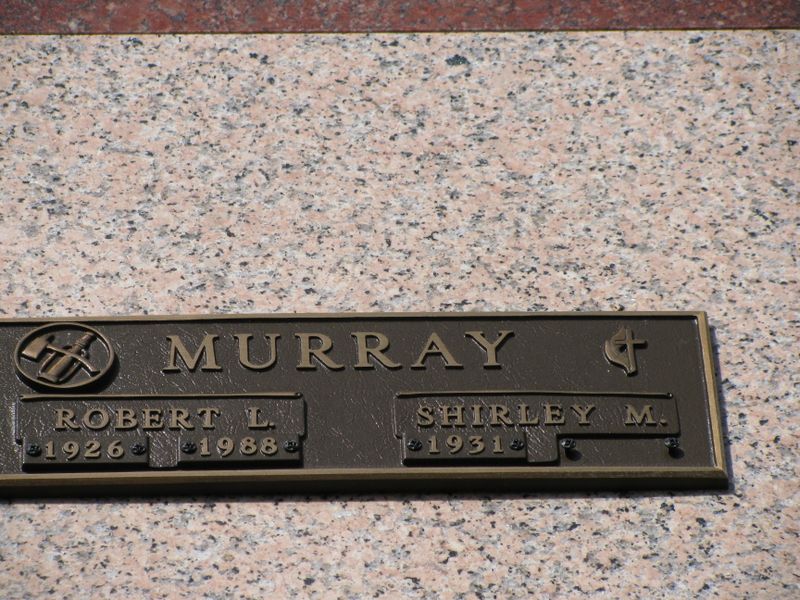 MURRAY
ROBERT L.
1926 1988
SHIRLEY M.
1931